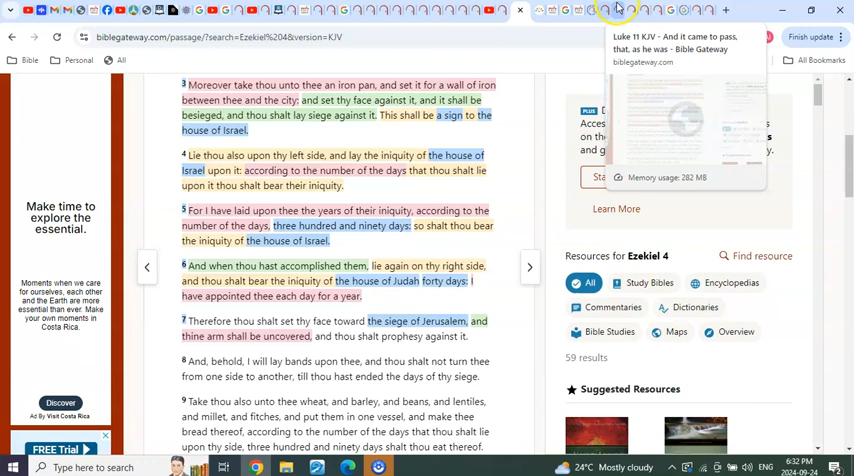 biblegateway.com/passage/?search=Ezekiel%204&version=KJV
Finish update
Bible
Personal
All
All Bookmarks
Luke 11 KJV - And it came to pass,
that, as he was - Bible Gateway
biblegateway.com
Memory usage: 282 MB
3 Moreover take thou unto thee an iron pan, and set it for a wall of iron
between thee and the city: and set thy face against it, and it shall be
besieged, and thou shalt lay siege against it. This shall be a sign to the
house of Israel.
4 Lie thou also upon thy left side, and lay the iniquity of the house of
Israel upon it: according to the number of the days that thou shalt lie
upon it thou shalt bear their iniquity.
5 For I have laid upon thee the years of their iniquity, according to the
number of the days, three hundred and ninety days: so shalt thou bear
the iniquity of the house of Israel.
6 And when thou hast accomplished them, lie again on thy right side,
and thou shalt bear the iniquity of the house of Judah forty days: I
have appointed thee each day for a year.
7 Therefore thou shalt set thy face toward the siege of Jerusalem, and
thine arm shall be uncovered, and thou shalt prophesy against it.
8 And, behold, I will lay bands upon thee, and thou shalt not turn thee
from one side to another, till thou hast ended the days of thy siege.
9 Take thou also unto thee wheat, and barley, and beans, and lentiles,
and millet, and fitches, and put them in one vessel, and make thee
bread thereof, according to the number of the days that thou shalt lie
upon thy side, three hundred and ninety days shalt thou eat thereof.
Make time to
explore the
essential.
Moments when we care
for ourselves, each other
and the Earth are more
essential than ever. Make
your own moments in
Costa Rica.
Discover
Ad By Visit Costa Rica
FREE Trial
PLUS
Acces
on the
Sta
Learn More
Resources for Ezekiel 4
Find resource
All
Study Bibles
Encyclopedias
Commentaries
Dictionaries
Bible Studies
Maps
Overview
59 results
Suggested Resources
Type here to search
24°C Mostly cloudy
ENG
6:32 PM
2024-09-24
2